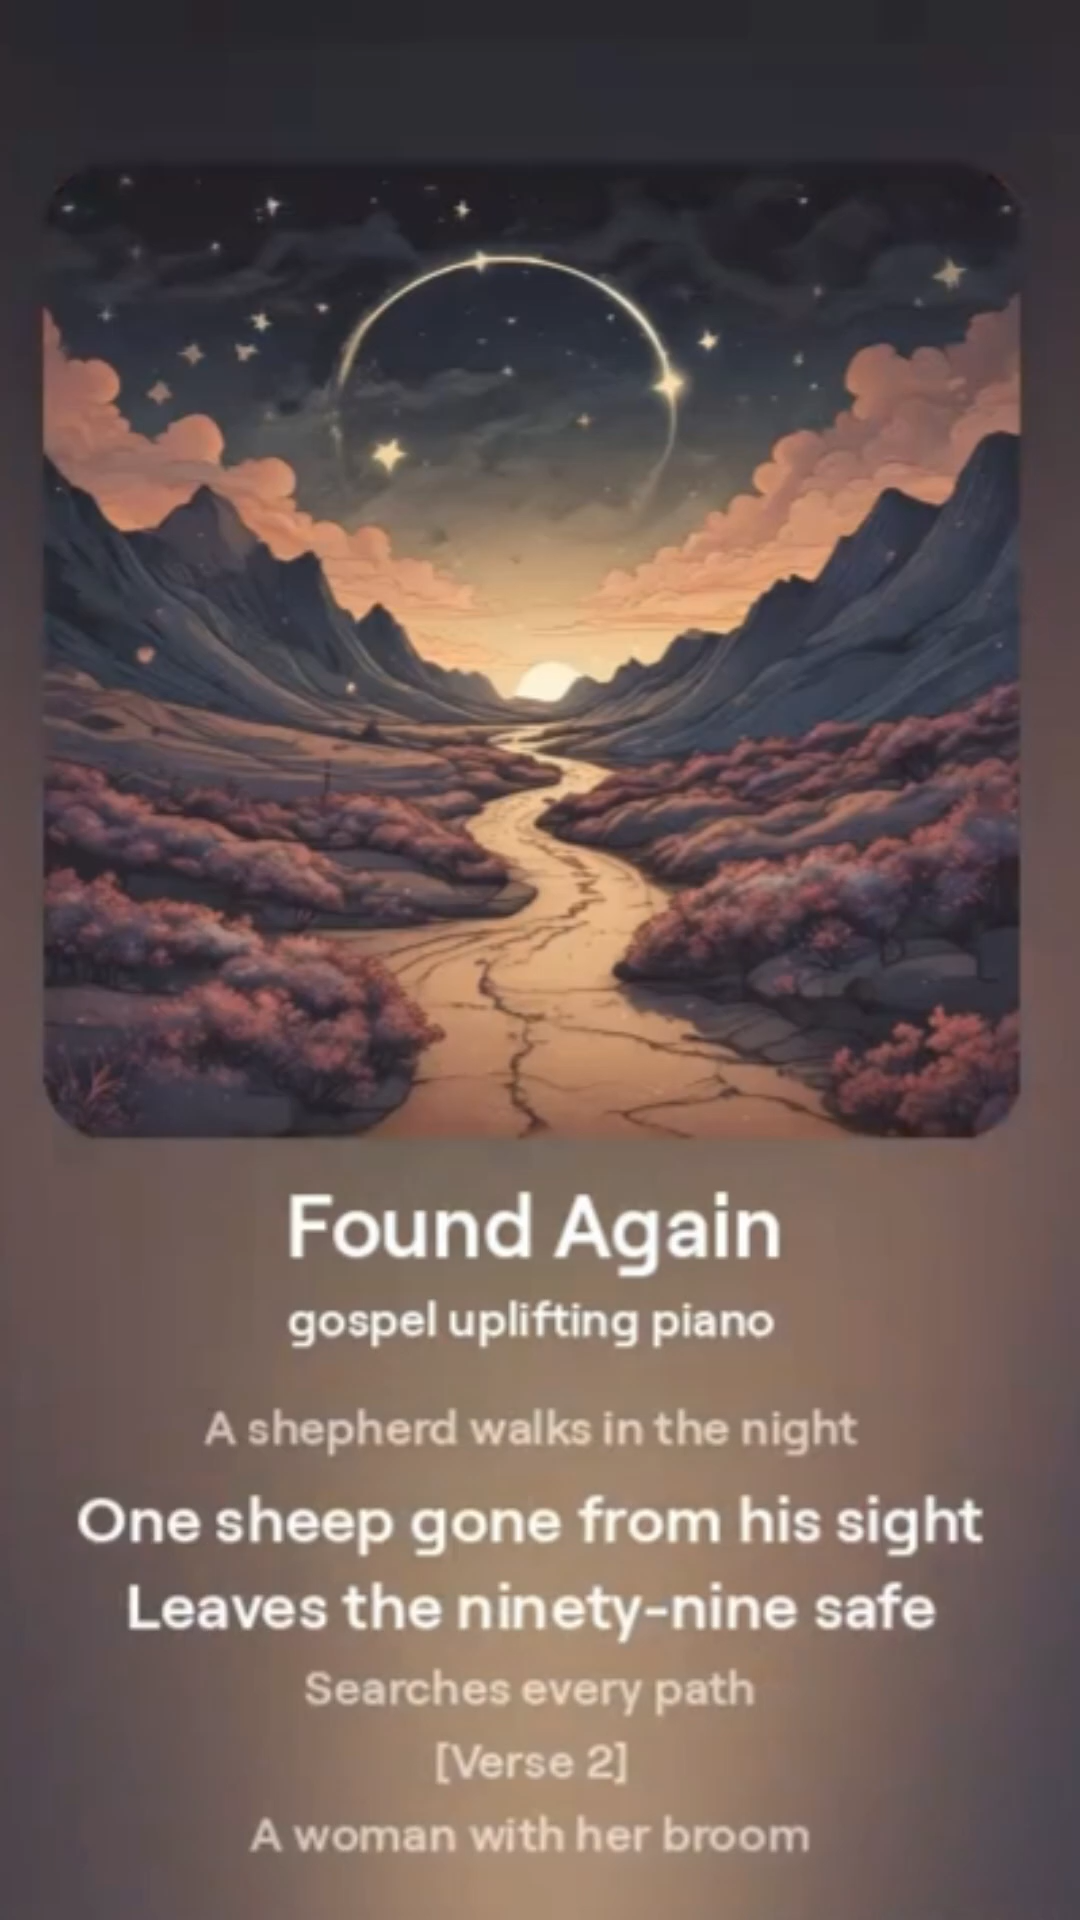 Found Again
gospel uplifting piano
A shepherd walks in the night
One sheep gone from his sight
Leaves the ninety-nine safe
Searches every path
[Verse 2]
A woman with her broom